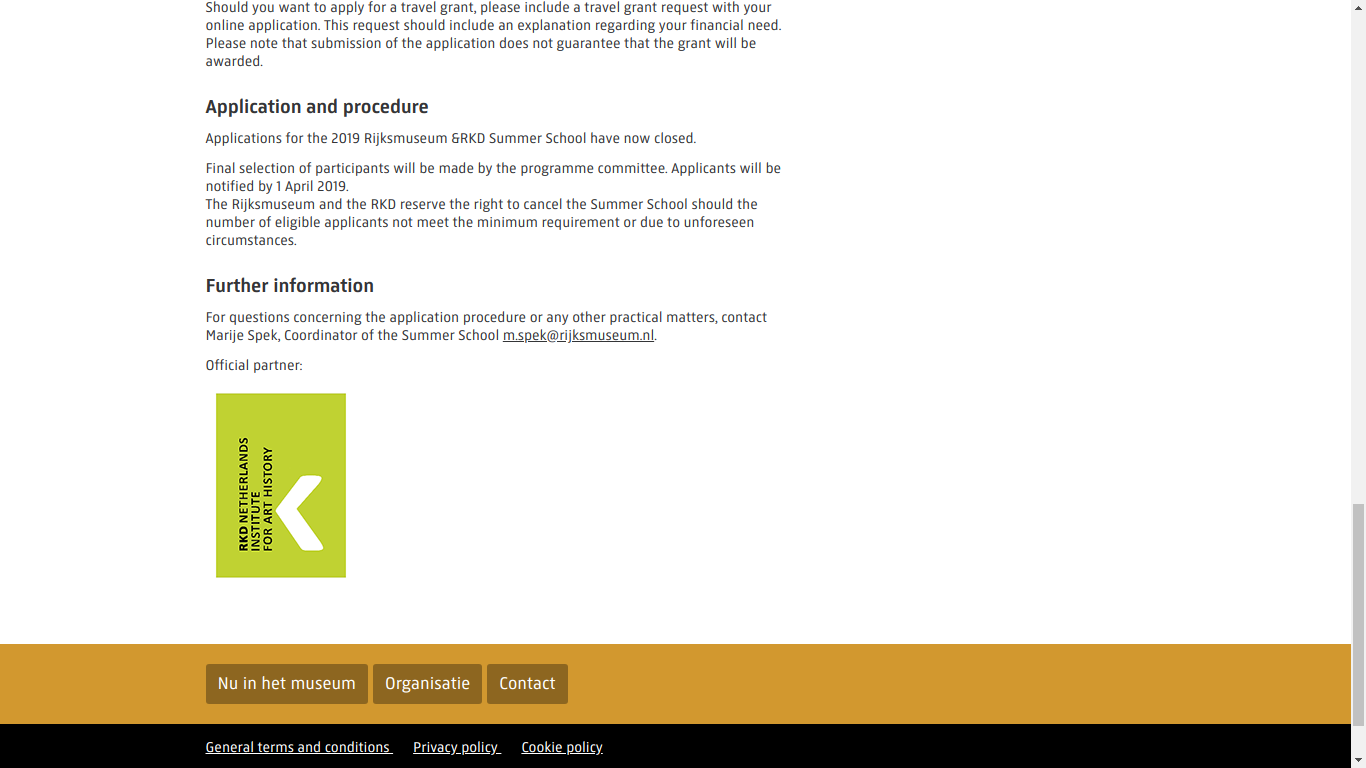 Should you want to apply for a travel grant, please include a travel grant request with your
online application. This request should include an explanation regarding your financial need.
Please note that submission of the application does not guarantee that the grant will be
awarded.
Application and procedure
Applications for the 2019 Rijksmuseum &RKD Summer School have now closed.
Final selection of participants will be made by the programme committee. Applicants will be
notified by 1 April 2019.
The Rijksmuseum and the RKD reserve the right to cancel the Summer School should the
number of eligible applicants not meet the minimum requirement or due to unforeseen
circumstances.
Further information
For questions concerning the application procedure or any other practical matters, contact
Marije Spek, Coordinator of the Summer School m.spek@rijksmuseum.nl.
Official partner:
RKD NETHERLANDS
INSTITUTE
FOR ART HISTORY
Nu in het museum Organisatie Contact
General terms and conditions Privacy policy Cookie policy